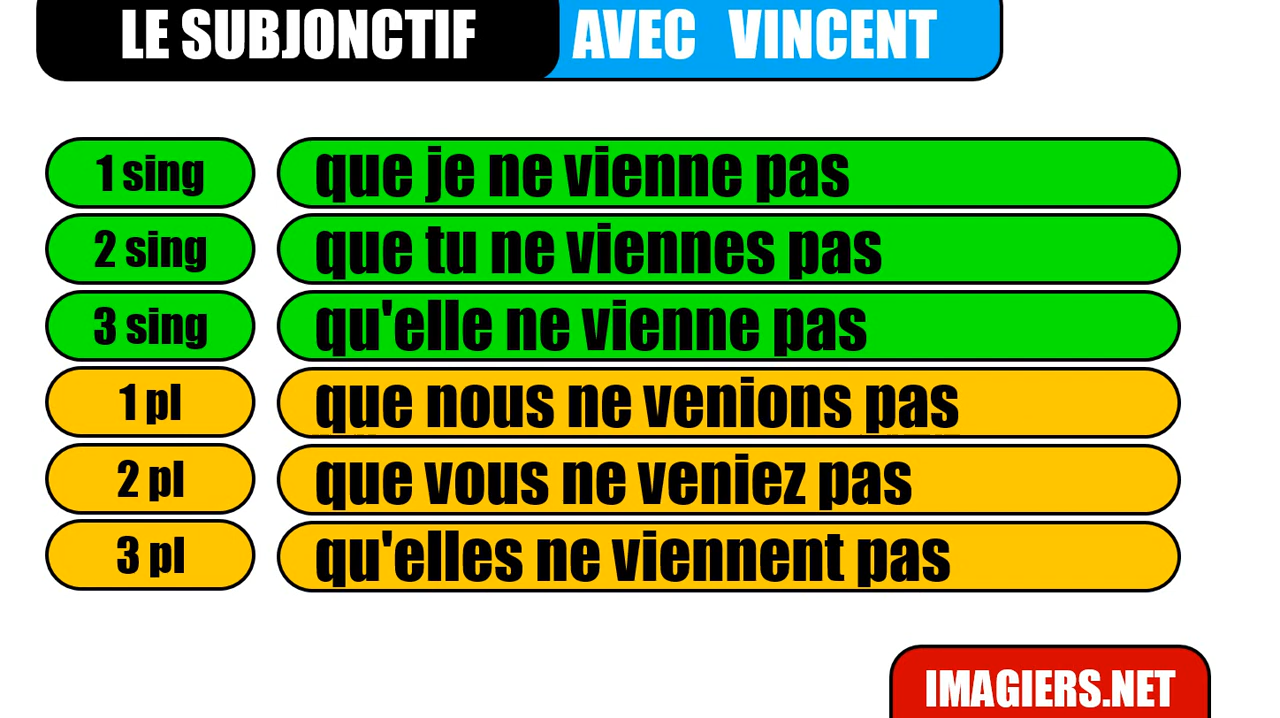 LE SUBJONCTIF AVEC VINCENT
1 sing que je ne vienne pas
2 sing que tu ne viennes pas
3 sing qu'elle ne vienne pas
1 pl que nous ne venions pas
2 pl que vous ne veniez pas
3 pl qu'elles ne viennent pas
IMAGIERS.NET